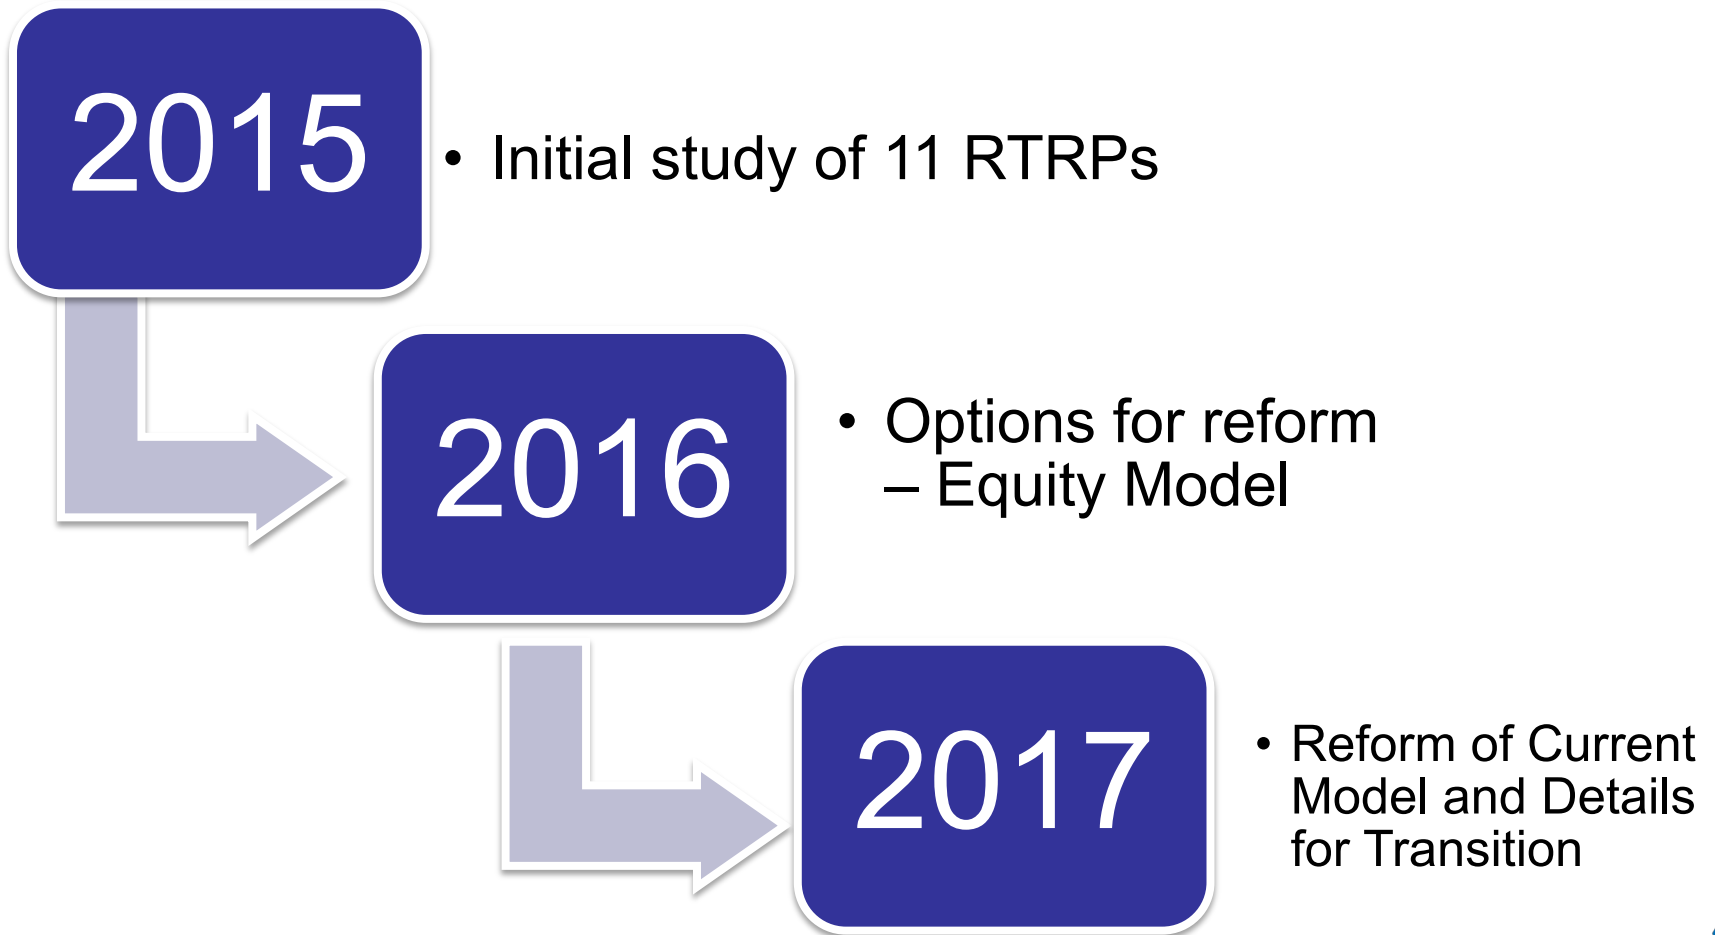 2015
• Initial study of 11 RTRPs
2016
• Options for reform
– Equity Model
2017
• Reform of Current
Model and Details
for Transition